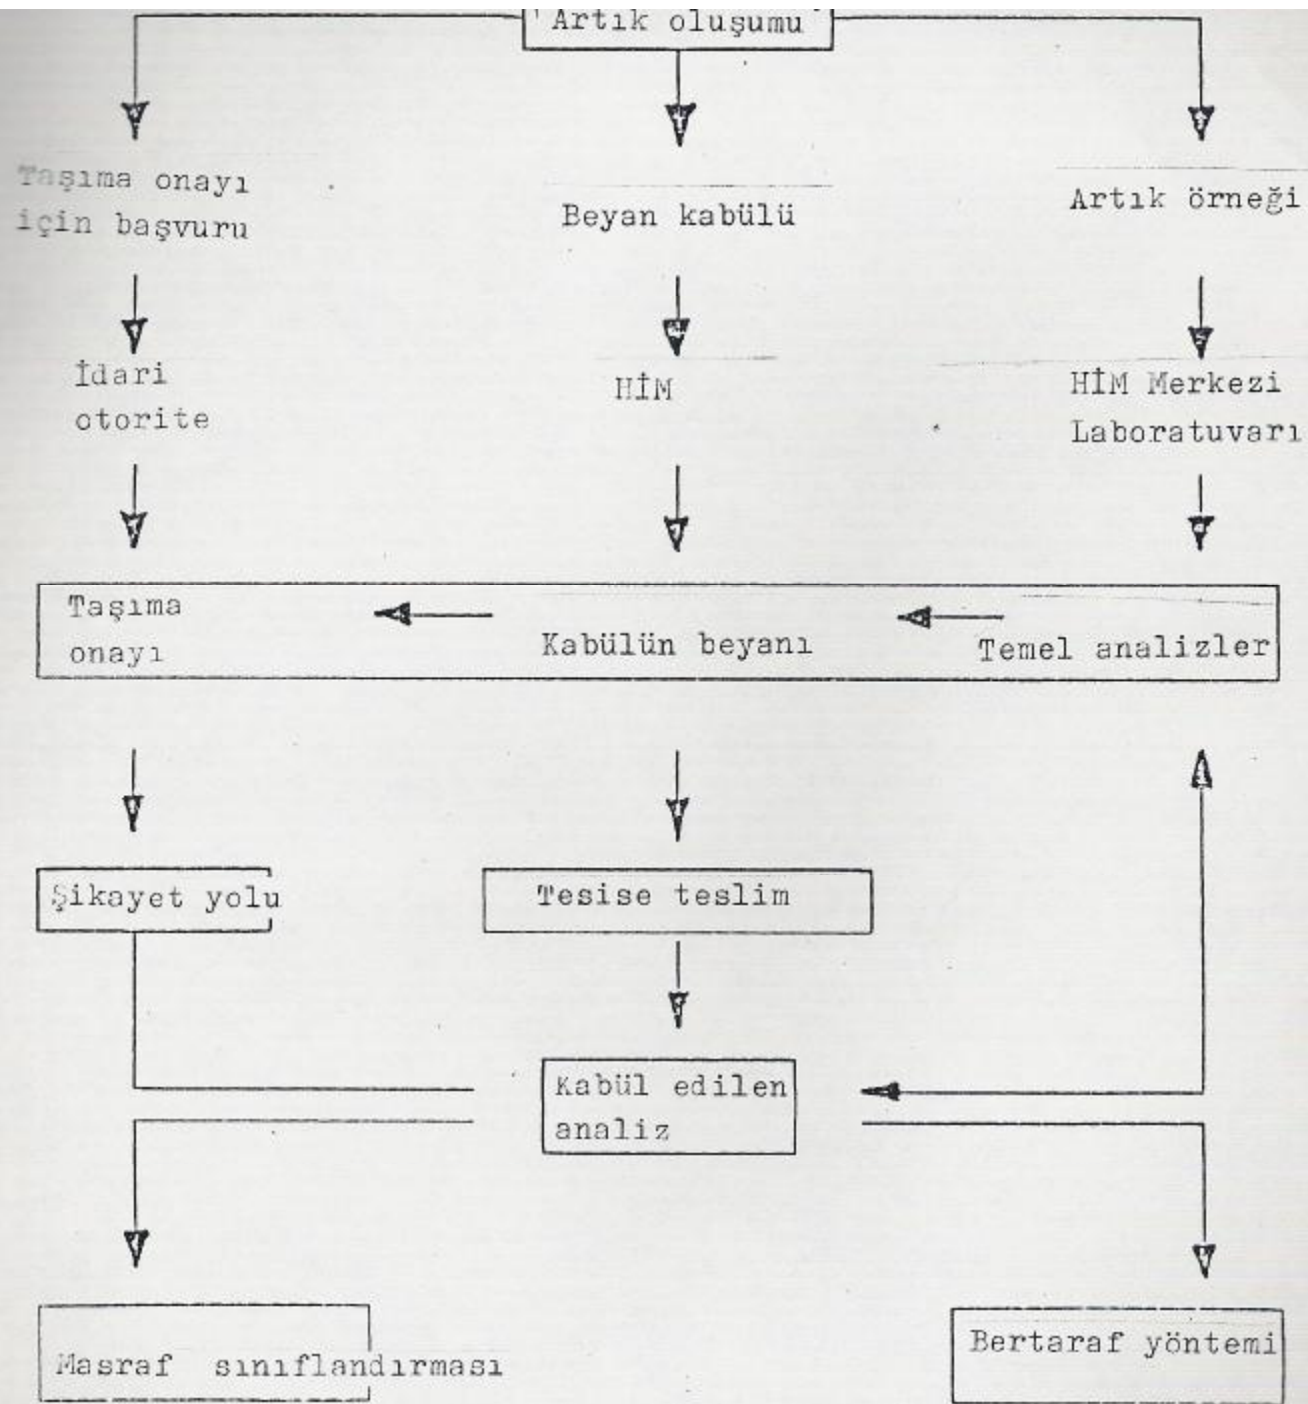 Artık oluşumu
Taşıma onayı
için başvuru
Beyan kabülü
Artık örneği
İdari
otorite
HİM
HİM Merkezi
Laboratuvarı
Taşıma
onayı
Kabülün beyanı
Temel analizler
Şikayet yolu
Tesise teslim
Kabül edilen
analiz
Masraf sınıflandırması
Bertaraf yöntemi